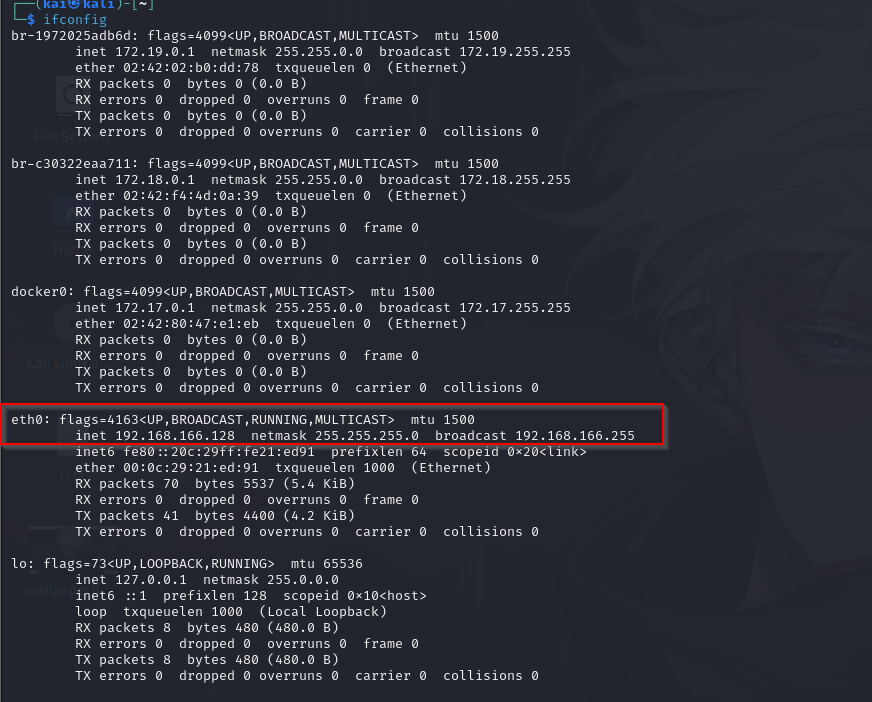 ┌──(kai㉿kali)-[~]
└─$ ifconfig
br-1972025adb6d: flags=4099<UP,BROADCAST,MULTICAST>  mtu 1500
        inet 172.19.0.1  netmask 255.255.0.0  broadcast 172.19.255.255
        ether 02:42:02:b0:dd:78  txqueuelen 0  (Ethernet)
        RX packets 0  bytes 0 (0.0 B)
        RX errors 0  dropped 0  overruns 0  frame 0
        TX packets 0  bytes 0 (0.0 B)
        TX errors 0  dropped 0 overruns 0  carrier 0  collisions 0

br-c30322eaa711: flags=4099<UP,BROADCAST,MULTICAST>  mtu 1500
        inet 172.18.0.1  netmask 255.255.0.0  broadcast 172.18.255.255
        ether 02:42:f4:4d:0a:39  txqueuelen 0  (Ethernet)
        RX packets 0  bytes 0 (0.0 B)
        RX errors 0  dropped 0  overruns 0  frame 0
        TX packets 0  bytes 0 (0.0 B)
        TX errors 0  dropped 0 overruns 0  carrier 0  collisions 0

docker0: flags=4099<UP,BROADCAST,MULTICAST>  mtu 1500
        inet 172.17.0.1  netmask 255.255.0.0  broadcast 172.17.255.255
        ether 02:42:80:47:e1:eb  txqueuelen 0  (Ethernet)
        RX packets 0  bytes 0 (0.0 B)
        RX errors 0  dropped 0  overruns 0  frame 0
        TX packets 0  bytes 0 (0.0 B)
        TX errors 0  dropped 0 overruns 0  carrier 0  collisions 0

eth0: flags=4163<UP,BROADCAST,RUNNING,MULTICAST>  mtu 1500
        inet 192.168.166.128  netmask 255.255.255.0  broadcast 192.168.166.255
        inet6 fe80::20c:29ff:fe21:ed91  prefixlen 64  scopeid 0×20<link>
        ether 00:0c:29:21:ed:91  txqueuelen 1000  (Ethernet)
        RX packets 70  bytes 5537 (5.4 KiB)
        RX errors 0  dropped 0  overruns 0  frame 0
        TX packets 41  bytes 4400 (4.2 KiB)
        TX errors 0  dropped 0 overruns 0  carrier 0  collisions 0

lo: flags=73<UP,LOOPBACK,RUNNING>  mtu 65536
        inet 127.0.0.1  netmask 255.0.0.0
        inet6 ::1  prefixlen 128  scopeid 0×10<host>
        loop  txqueuelen 1000  (Local Loopback)
        RX packets 8  bytes 480 (480.0 B)
        RX errors 0  dropped 0  overruns 0  frame 0
        TX packets 8  bytes 480 (480.0 B)
        TX errors 0  dropped 0 overruns 0  carrier 0  collisions 0
File System